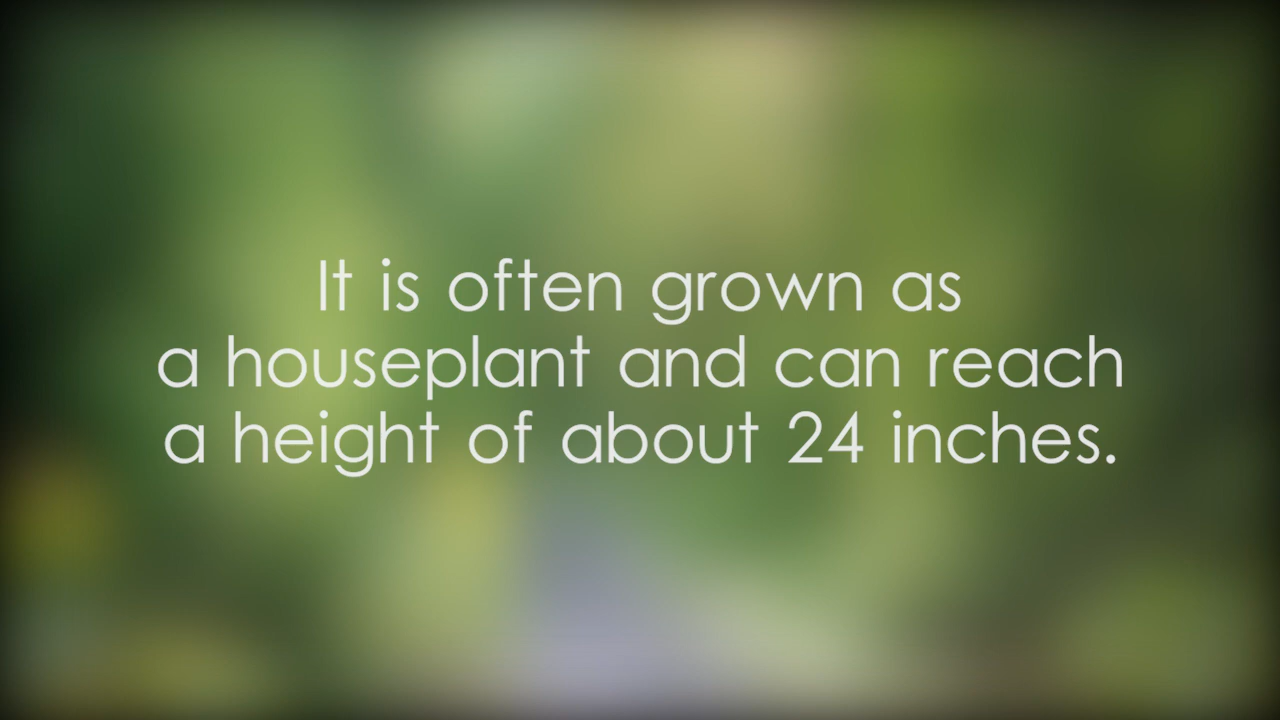 It is often grown as
a houseplant and can reach
a height of about 24 inches.